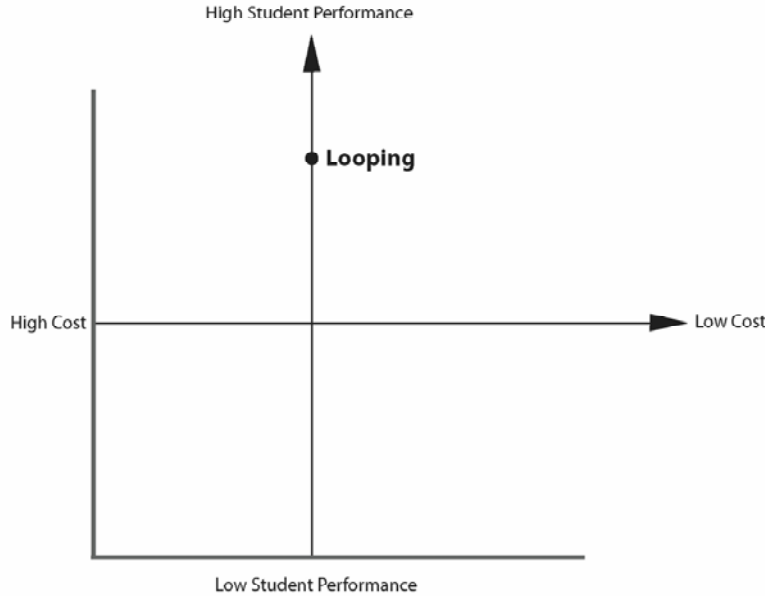 High Student Performance
Looping
High Cost
Low Cost
Low Student Performance